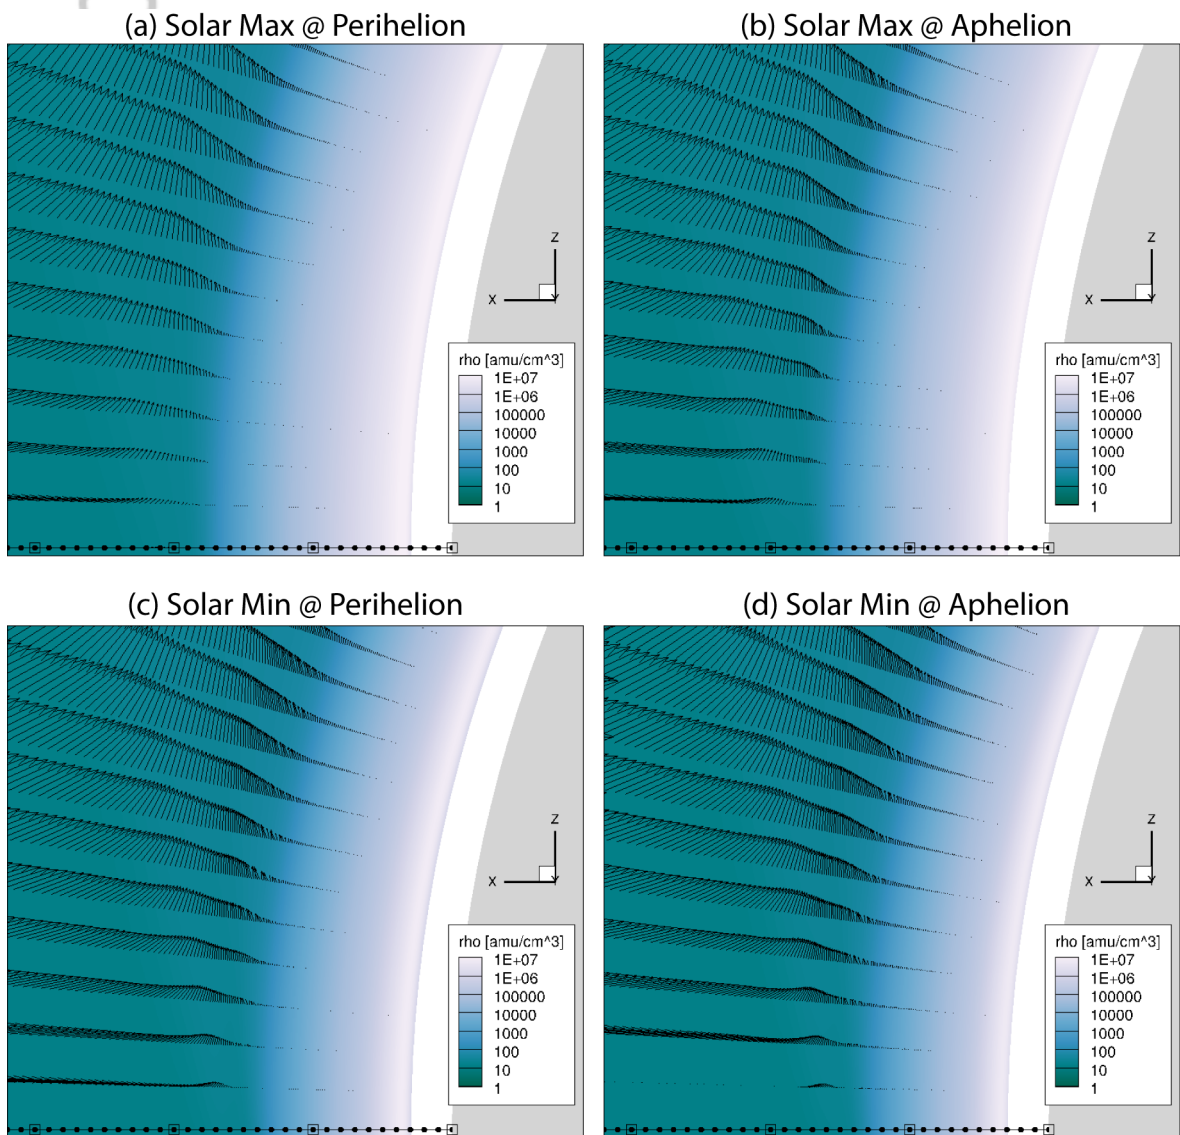 (a) Solar Max @ Perihelion
(b) Solar Max @ Aphelion
Z
X
Y
rho [amu/cm^3]
1E+07
1E+06
100000
10000
1000
100
10
1
Z
X
Y
rho [amu/cm^3]
1E+07
1E+06
100000
10000
1000
100
10
1
(c) Solar Min @ Perihelion
(d) Solar Min @ Aphelion
Z
X
Y
rho [amu/cm^3]
1E+07
1E+06
100000
10000
1000
100
10
1
Z
X
Y
rho [amu/cm^3]
1E+07
1E+06
100000
10000
1000
100
10
1